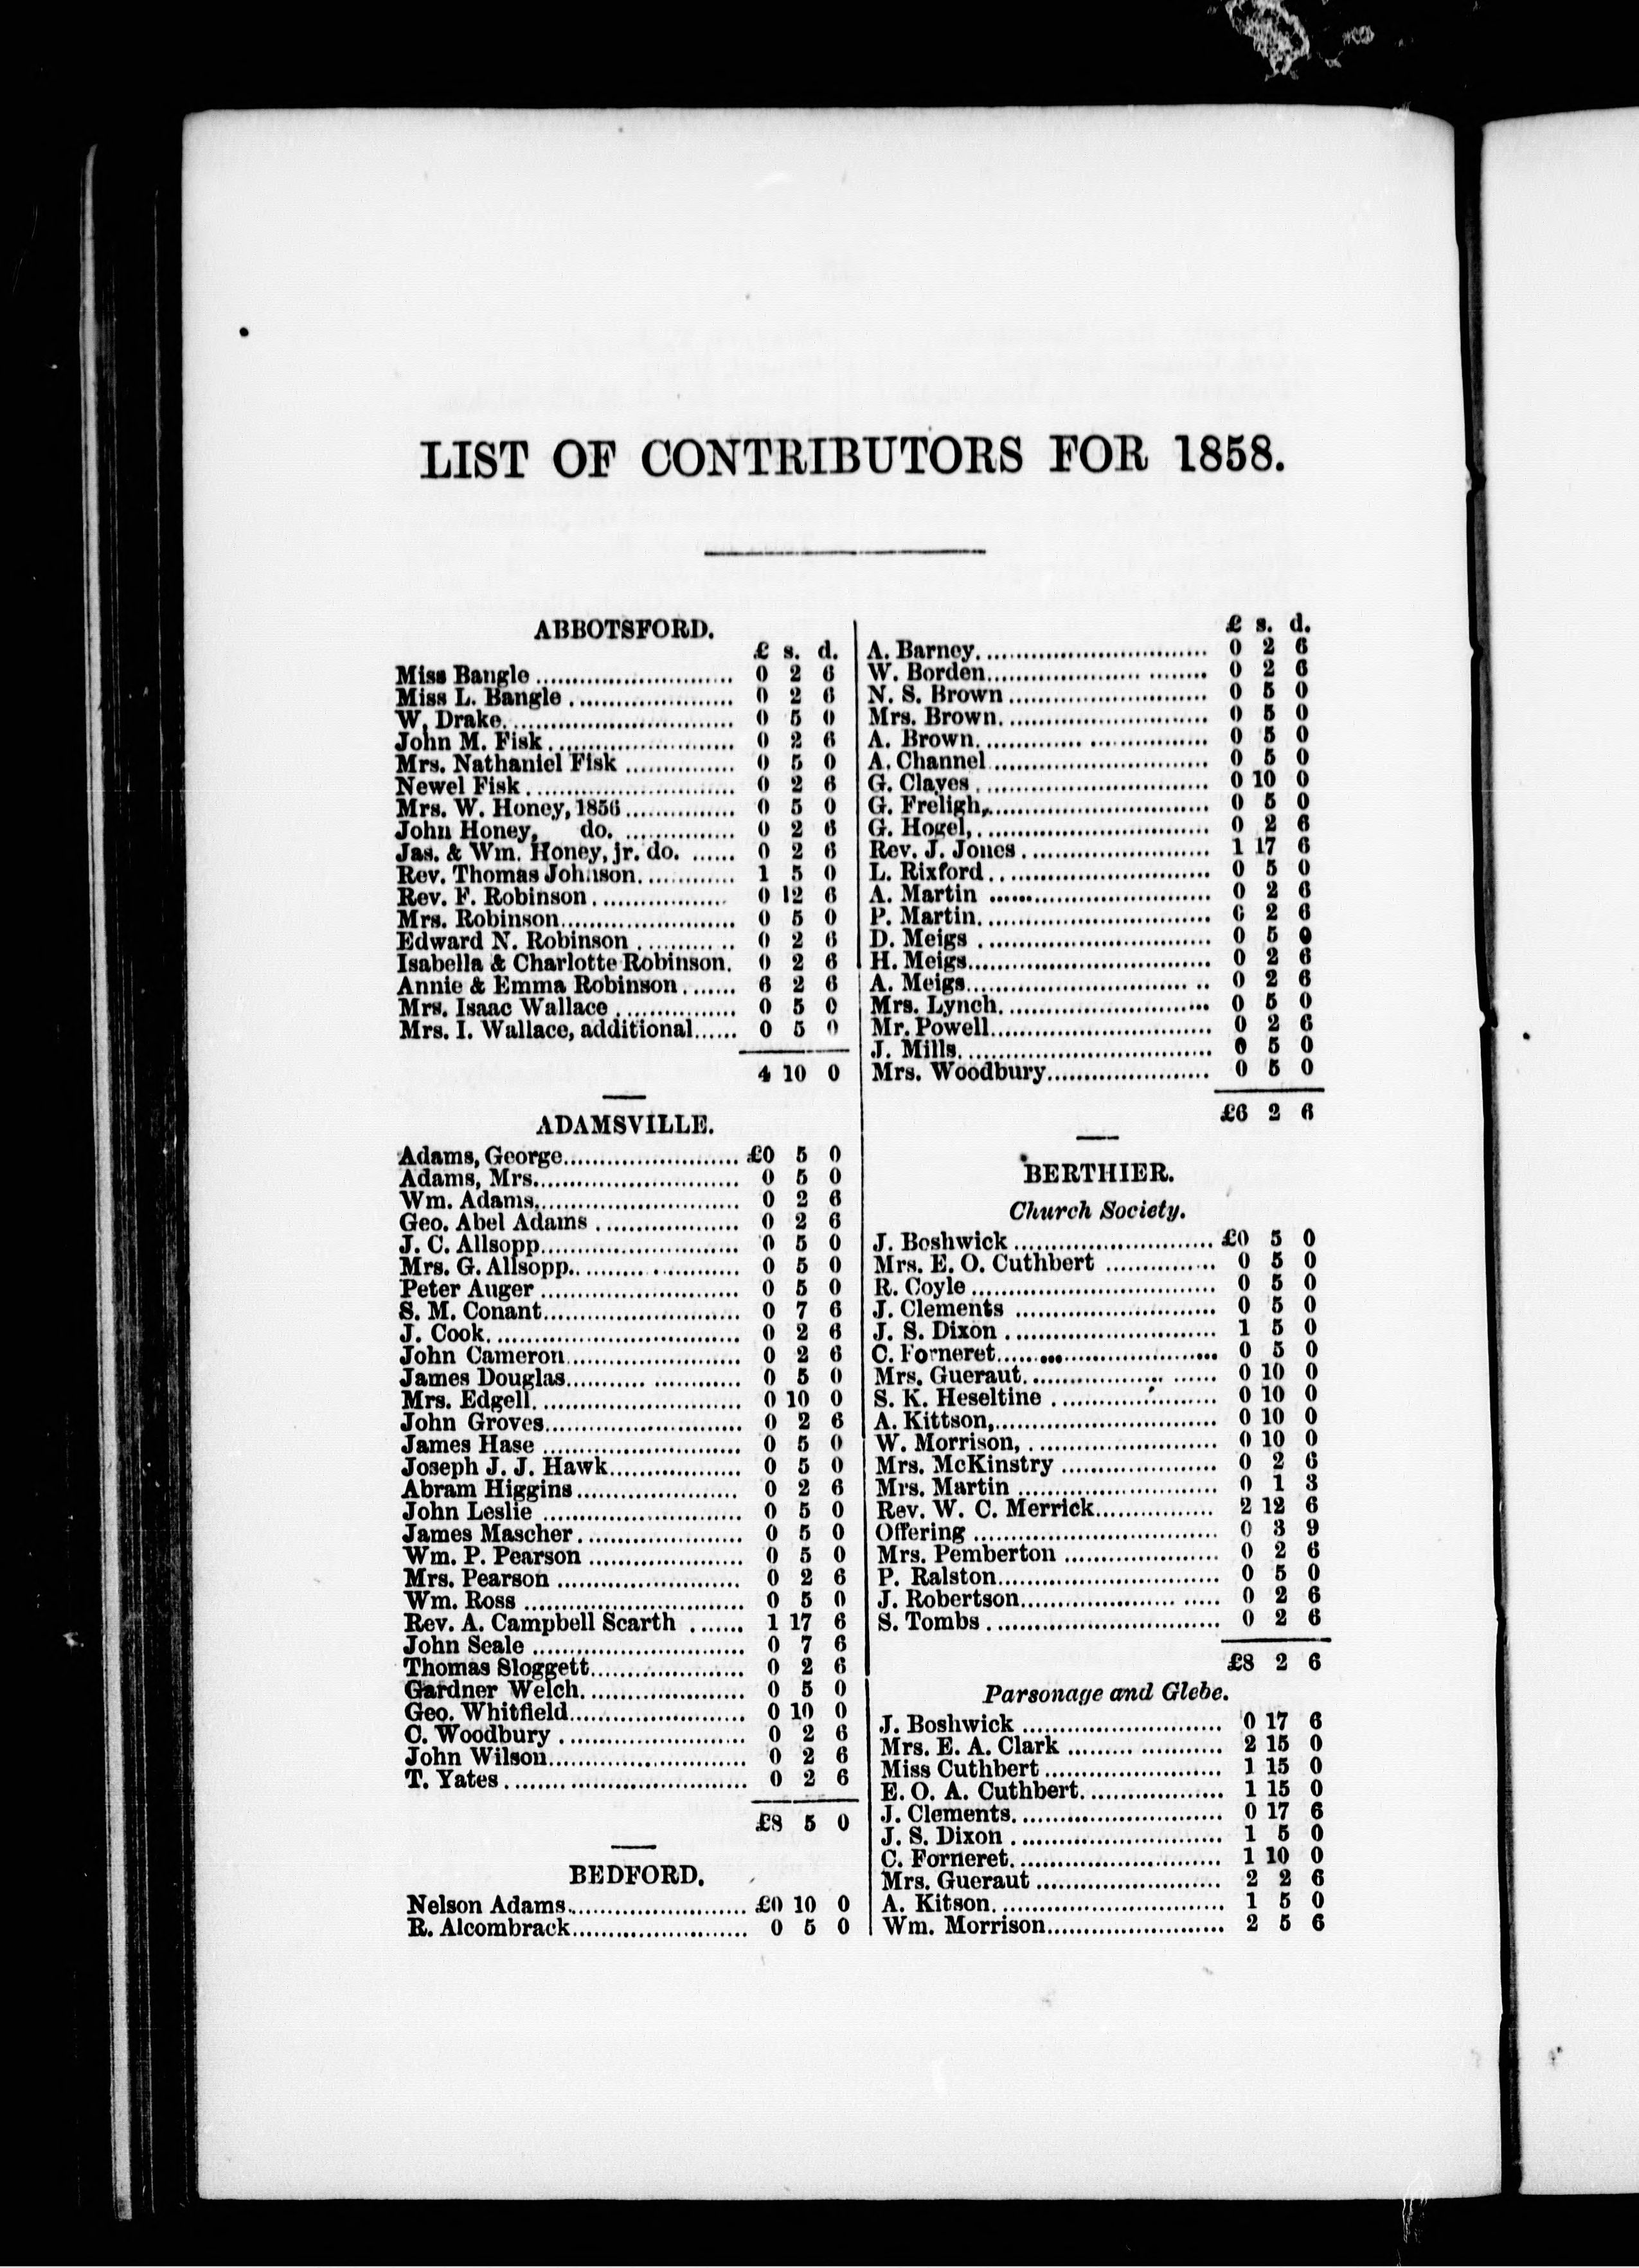 LIST OF CONTRIBUTORS FOR 1858.
ABBOTSFORD.
£ s. d.
Miss Bangle 0 2 6
Miss L. Bangle 0 2 6
W. Drake 0 5 0
John M. Fisk 0 2 6
Mrs. Nathaniel Fisk 0 5 0
Newel Fisk 0 2 6
Mrs. W. Honey, 1856 0 5 0
John Honey, do. 0 2 6
Jas. & Wm. Honey, jr. do. 0 2 6
Rev. Thomas Johnson 1 5 0
Rev. F. Robinson 0 12 6
Mrs. Robinson 0 5 0
Edward N. Robinson 0 2 6
Isabella & Charlotte Robinson. 0 2 6
Annie & Emma Robinson 6 2 6
Mrs. Isaac Wallace 0 5 0
Mrs. I. Wallace, additional 0 5 0
4 10 0
ADAMSVILLE.
Adams, George £0 5 0
Adams, Mrs. 0 5 0
Wm. Adams 0 2 6
Geo. Abel Adams 0 2 6
J. C. Allsopp 0 5 0
Mrs. G. Allsopp 0 5 0
Peter Auger 0 5 0
S. M. Conant 0 7 6
J. Cook 0 2 6
John Cameron 0 2 6
James Douglas 0 5 0
Mrs. Edgell 0 10 0
John Groves 0 2 6
James Hase 0 5 0
Joseph J. J. Hawk 0 5 0
Abram Higgins 0 2 6
John Leslie 0 5 0
James Mascher 0 5 0
Wm. P. Pearson 0 5 0
Mrs. Pearson 0 2 6
Wm. Ross 0 5 0
Rev. A. Campbell Scarth 1 17 6
John Seale 0 7 6
Thomas Sloggett 0 2 6
Gardner Welch 0 5 0
Geo. Whitfield 0 10 0
C. Woodbury 0 2 6
John Wilson 0 2 6
T. Yates 0 2 6
£8 5 0
BEDFORD.
Nelson Adams £0 10 0
R. Alcombrack 0 5 0
£ s. d.
A. Barney 0 2 6
W. Borden 0 2 6
N. S. Brown 0 5 0
Mrs. Brown 0 5 0
A. Brown 0 5 0
A. Channel 0 5 0
G. Clayes 0 10 0
G. Freligh, 0 5 0
G. Hogel, 0 2 6
Rev. J. Jones 1 17 6
L. Rixford 0 5 0
A. Martin 0 2 6
P. Martin 6 2 6
D. Meigs 0 5 0
H. Meigs 0 2 6
A. Meigs 0 2 6
Mrs. Lynch 0 5 0
Mr. Powell 0 2 6
J. Mills 0 5 0
Mrs. Woodbury 0 5 0
£6 2 6
BERTHIER.
Church Society.
J. Boshwick £0 5 0
Mrs. E. O. Cuthbert 0 5 0
R. Coyle 0 5 0
J. Clements 0 5 0
J. S. Dixon 1 5 0
C. Forneret 0 5 0
Mrs. Gueraut 0 10 0
S. K. Heseltine 0 10 0
A. Kittson, 0 10 0
W. Morrison, 0 10 0
Mrs. McKinstry 0 2 6
Mrs. Martin 0 1 3
Rev. W. C. Merrick 2 12 6
Offering 0 3 9
Mrs. Pemberton 0 2 6
P. Ralston 0 5 0
J. Robertson 0 2 6
S. Tombs 0 2 6
£8 2 6
Parsonage and Glebe.
J. Boshwick 0 17 6
Mrs. E. A. Clark 2 15 0
Miss Cuthbert 1 15 0
E. O. A. Cuthbert 1 15 0
J. Clements 0 17 6
J. S. Dixon 1 5 0
C. Forneret 1 10 0
Mrs. Gueraut 2 2 6
A. Kitson 1 5 0
Wm. Morrison 2 5 6